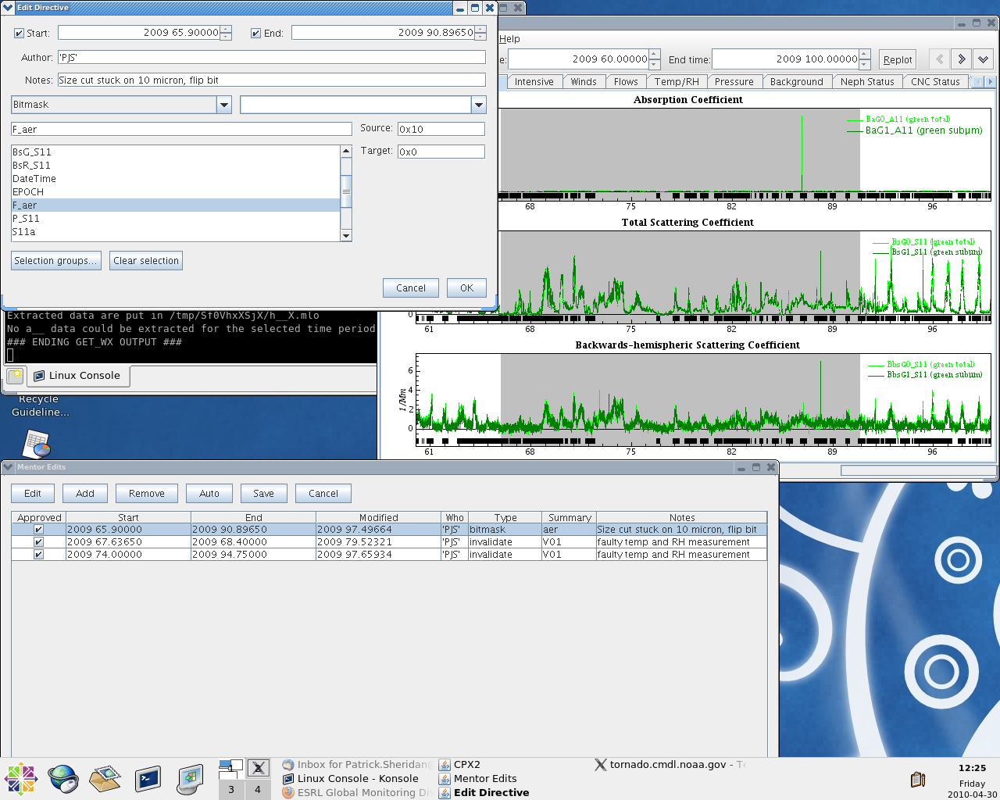 Edit Directive
Start: 2009 65.90000 End: 2009 90.89650
Author: 'PJS'
Notes: Size cut stuck on 10 micron, flip bit
Bitmask
F_aer Source: 0x10
Target: 0x0
BsG_S11
BsR_S11
DateTime
EPOCH
F_aer
P_S11
S11a
Selection groups... Clear selection
Cancel OK
Help
e: 2009 60.00000 End time: 2009 100.00000 Replot
Intensive Winds Flows Temp/RH Pressure Background Neph Status CNC Status
Absorption Coefficient
BaG0_A11 (green total)
BaG1_A11 (green subµm)
68 75 82 89 96
Total Scattering Coefficient
BsG0_S11 (green total)
BsG1_S11 (green subµm)
0
61 68 75 82 89 96
Backwards-hemispheric Scattering Coefficient
BbsG0_S11 (green total)
BbsG1_S11 (green subµm)
1/Mm
6
4
2
0
61 68 75 82 89 96
Extracted data are put in /tmp/Sf0VhxXSjX/h__X.mlo
No a__ data could be extracted for the selected time period
### ENDING GET_WX OUTPUT ###
Linux Console
Recycle
Guideline...
Mentor Edits
Edit Add Remove Auto Save Cancel
Approved Start End Modified Who Type Summary Notes
2009 65.90000 2009 90.89650 2009 97.49664 'PJS' bitmask aer Size cut stuck on 10 micron, flip bit
2009 67.63650 2009 68.40000 2009 79.52321 'PJS' invalidate V01 faulty temp and RH measurement
2009 74.00000 2009 94.75000 2009 97.65934 'PJS' invalidate V01 faulty temp and RH measurement
3 4
Inbox for Patrick.Sheridan@
Linux Console - Konsole
ESRL Global Monitoring Di
CPX2
Mentor Edits
Edit Directive
tornado.cmdl.noaa.gov - Te
12:25
Friday
2010-04-30